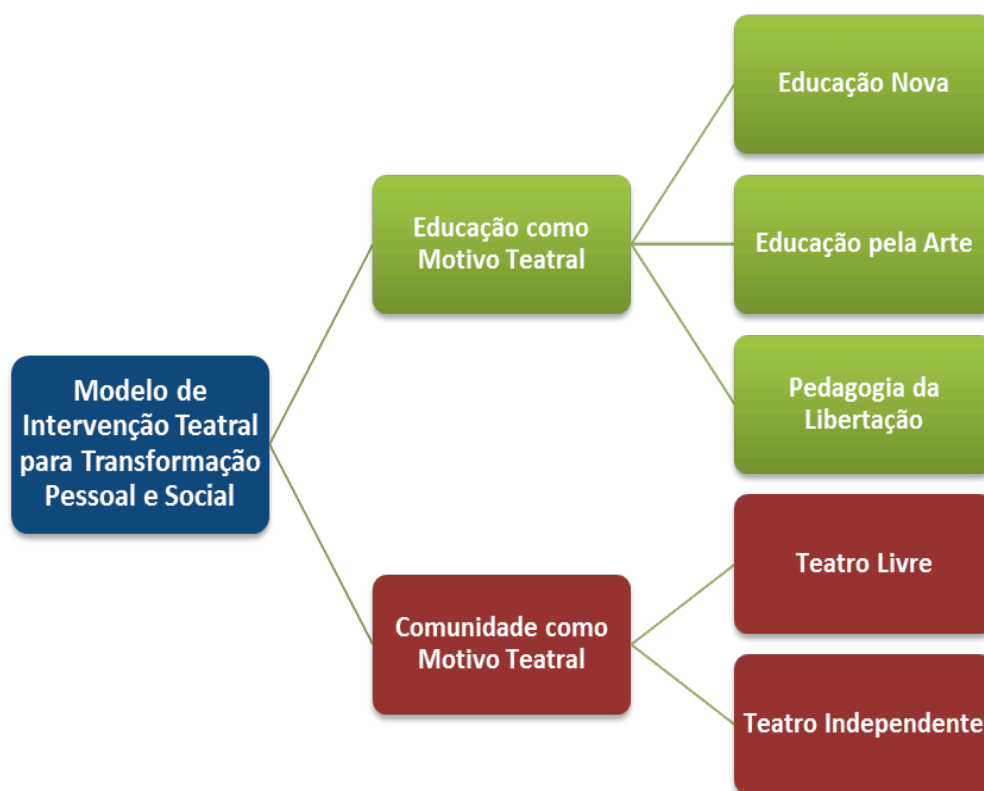 Modelo de
Intervenção Teatral
para Transformação
Pessoal e Social
Educação como
Motivo Teatral
Educação Nova
Educação pela Arte
Pedagogia da
Libertação
Comunidade como
Motivo Teatral
Teatro Livre
Teatro Independente